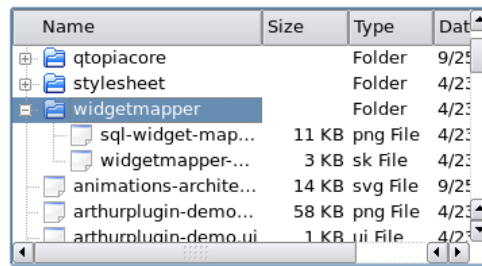 Name Size Type Dat
qtopiacore Folder 9/25
stylesheet Folder 4/23
widgetmapper Folder 4/23
sql-widget-map... 11 KB png File 4/23
widgetmapper-... 3 KB sk File 4/23
animations-archite... 14 KB svg File 9/25
arthurplugin-demo... 58 KB png File 4/23
arthurplugin-demo.ui 1 KB ui File 4/23